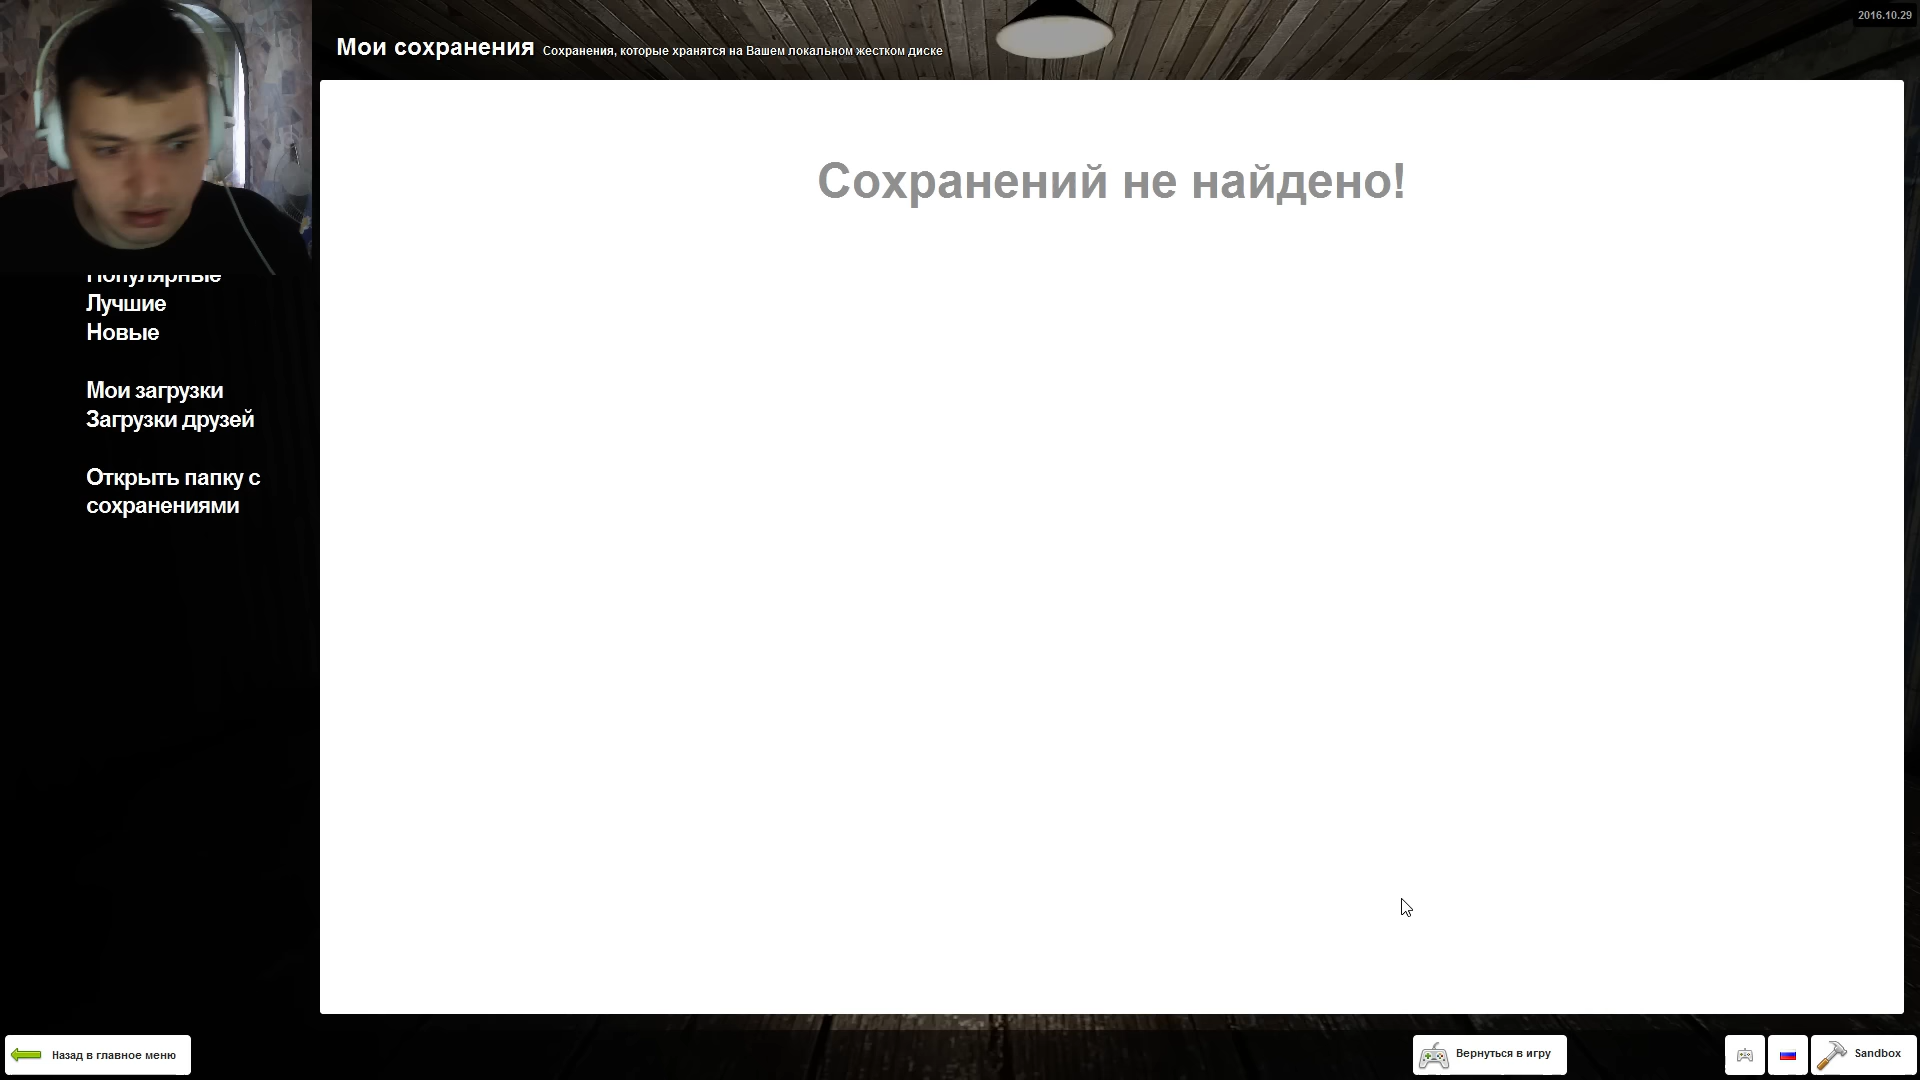 2016.10.29
Мои сохранения Сохранения, которые хранятся на Вашем локальном жестком диске
Сохранений не найдено!
Популярные
Лучшие
Новые
Мои загрузки
Загрузки друзей
Открыть папку с
сохранениями
Назад в главное меню
Вернуться в игру
Sandbox